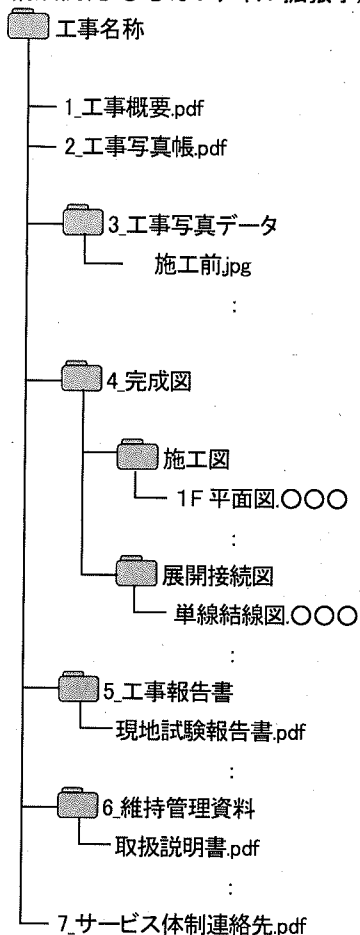 工事名称
1_工事概要.pdf
2_工事写真帳.pdf
3_工事写真データ
施工前.jpg
:
4_完成図
施工図
1F 平面図.〇〇〇
:
展開接続図
単線結線図.〇〇〇
:
5_工事報告書
現地試験報告書.pdf
:
6_維持管理資料
取扱説明書.pdf
:
7_サービス体制連絡先.pdf